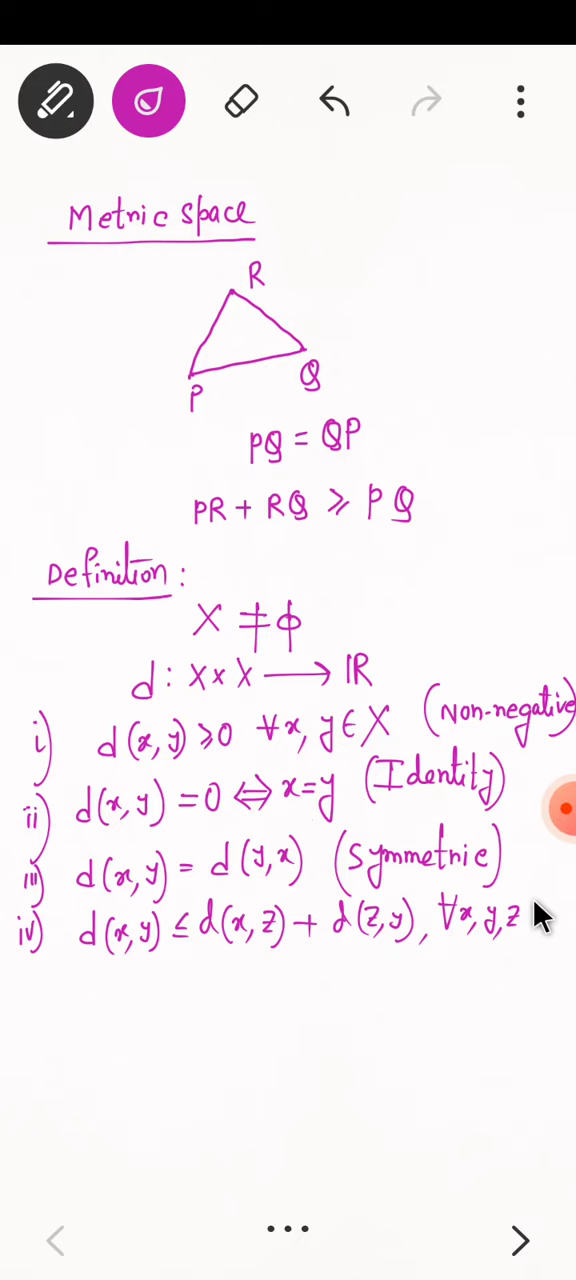 Metric space
R
P
Q
PQ = QP
PR + RQ ⩾ PQ
Definition :
X ≠ ϕ
d : X × X ⟶ ℝ
i) d(x, y) ⩾ 0 ∀x, y ∈ X (Non-negative)
ii) d(x, y) = 0 ⇔ x = y (Identity)
iii) d(x, y) = d(y, x) (Symmetric)
iv) d(x, y) ≤ d(x, z) + d(z, y), ∀x, y, z